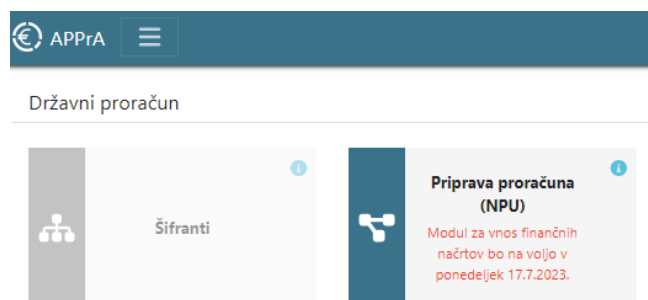 APPrA
Državni proračun
Šifranti
Priprava proračuna
(NPU)
Modul za vnos finančnih
načrtov bo na voljo v
ponedeljek 17.7.2023.